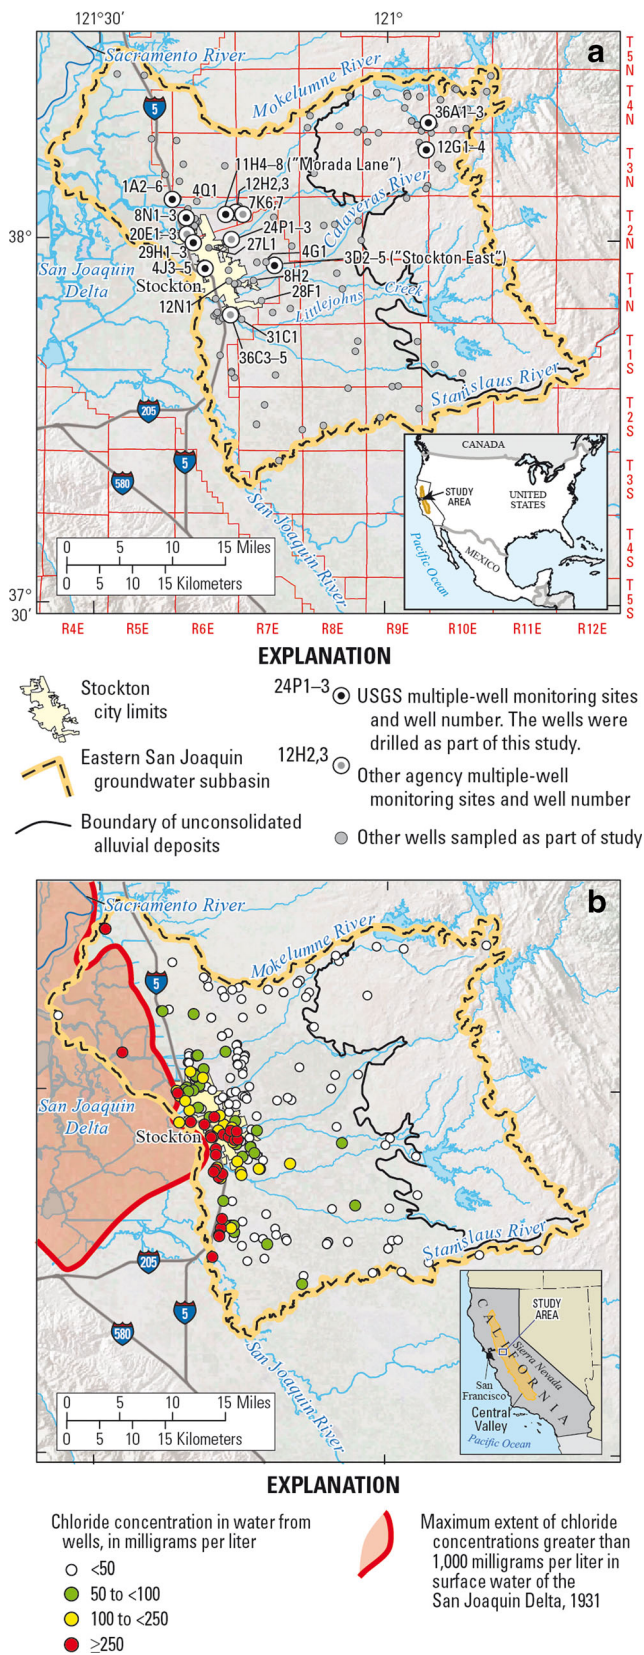 121°30'
121°
Sacramento River
a
T5N
Mokelumne River
T4N
5
36A1–3
12G1–4
11H4–8 ("Morada Lane")
T3N
1A2–6
4Q1
12H2,3
7K6,7
Calaveras River
8N1–3
24P1–3
T2N
20E1–3
38°
27L1
29H1–3
4G1
3D2–5 ("Stockton East")
San Joaquin
Delta
4J3–5
Stockton
8H2
T1N
28F1
12N1
Littlejohns Creek
31C1
T1S
36C3–5
Stanislaus River
205
T2S
5
580
CANADA
T3S
STUDY
AREA
UNITED
STATES
San Joaquin River
Pacific Ocean
MEXICO
T4S
0 5 10 15 Miles
0 5 10 15 Kilometers
T5S
37°
30'
R4E R5E R6E R7E R8E R9E R10E R11E R12E
EXPLANATION
Stockton
city limits
24P1–3
USGS multiple-well monitoring sites
and well number. The wells were
drilled as part of this study.
Eastern San Joaquin
groundwater subbasin
12H2,3
Other agency multiple-well
monitoring sites and well number
Boundary of unconsolidated
alluvial deposits
Other wells sampled as part of study
Sacramento River
b
Mokelumne River
5
San Joaquin
Delta
Stockton
Stanislaus River
205
5
580
San Joaquin River
CALIFORNIA
STUDY
AREA
Sierra Nevada
San
Francisco
Central
Valley
Pacific Ocean
0 5 10 15 Miles
0 5 10 15 Kilometers
EXPLANATION
Chloride concentration in water from
wells, in milligrams per liter
<50
50 to <100
100 to <250
≥250
Maximum extent of chloride
concentrations greater than
1,000 milligrams per liter in
surface water of the
San Joaquin Delta, 1931